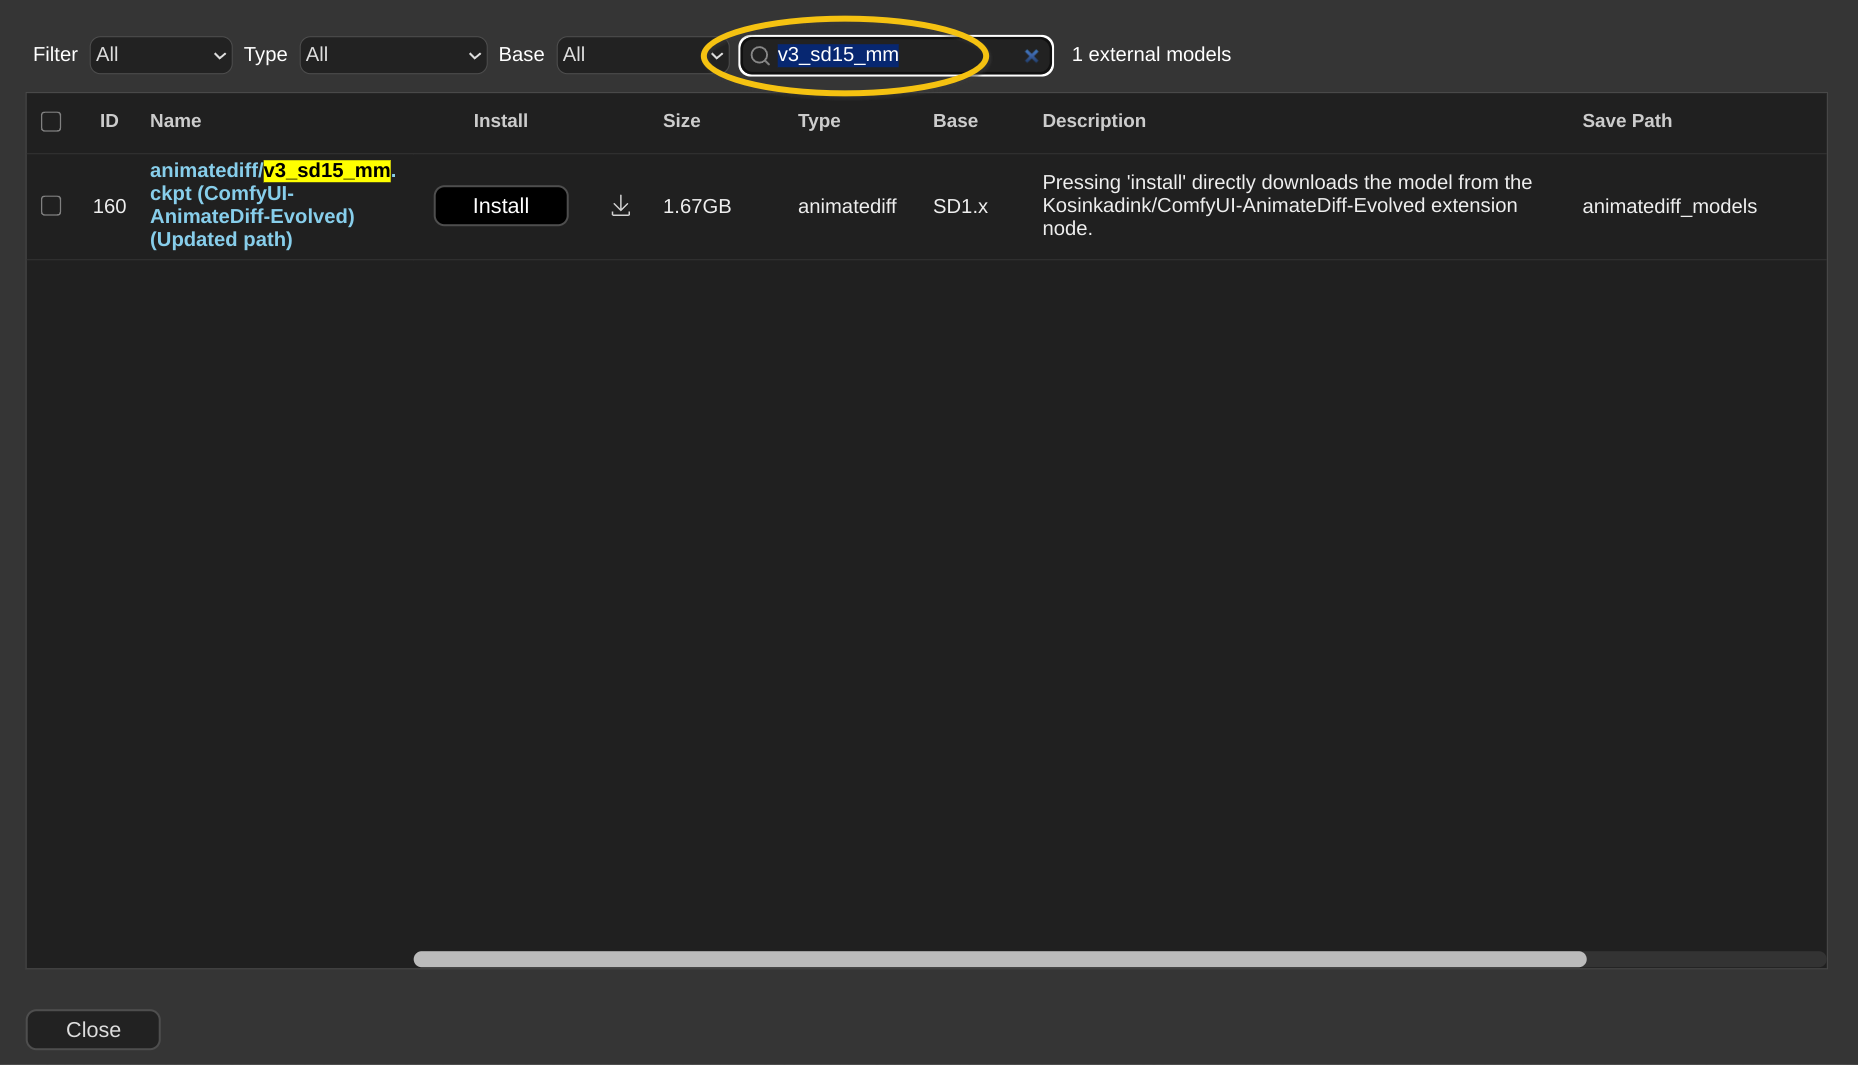 Filter All Type All Base All v3_sd15_mm 1 external models
ID Name Install Size Type Base Description Save Path
160
animatediff/v3_sd15_mm.
ckpt (ComfyUI-
AnimateDiff-Evolved)
(Updated path)
Install
1.67GB
animatediff
SD1.x
Pressing 'install' directly downloads the model from the
Kosinkadink/ComfyUI-AnimateDiff-Evolved extension
node.
animatediff_models
Close